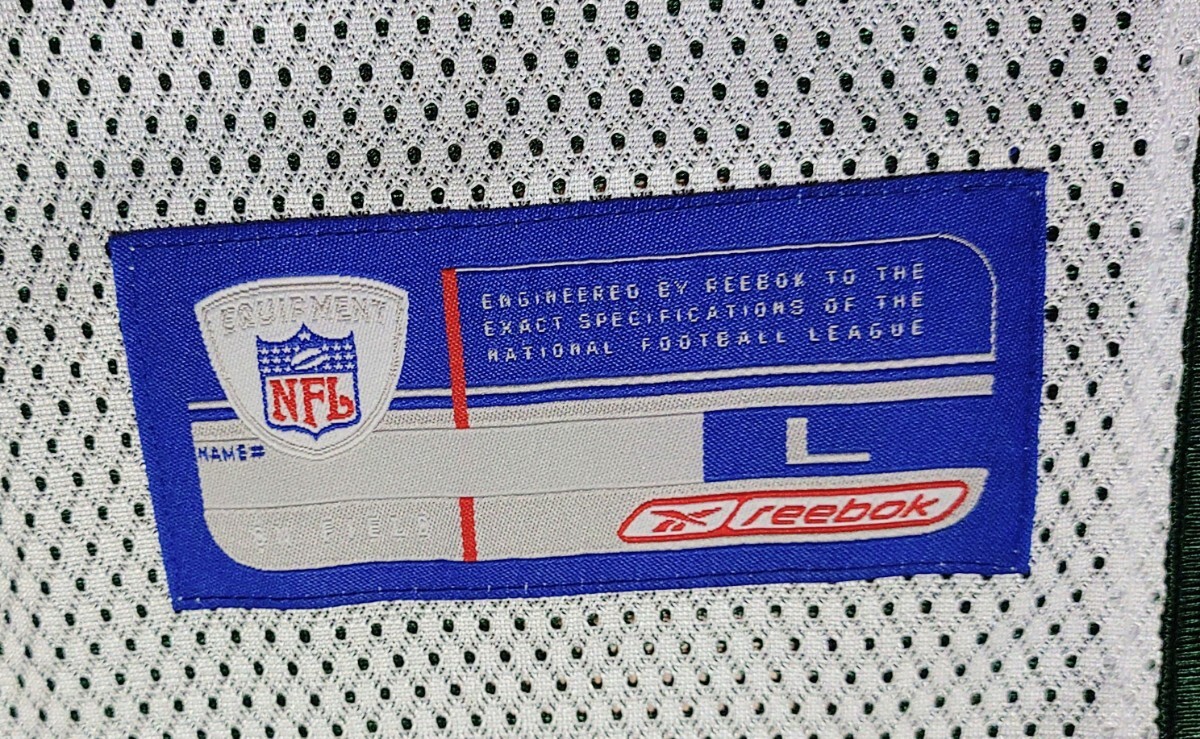 EQUIPMENT
NFL
ENGINEERED BY REEBOK TO THE
EXACT SPECIFICATIONS OF THE
NATIONAL FOOTBALL LEAGUE
NAME#
L
reebok